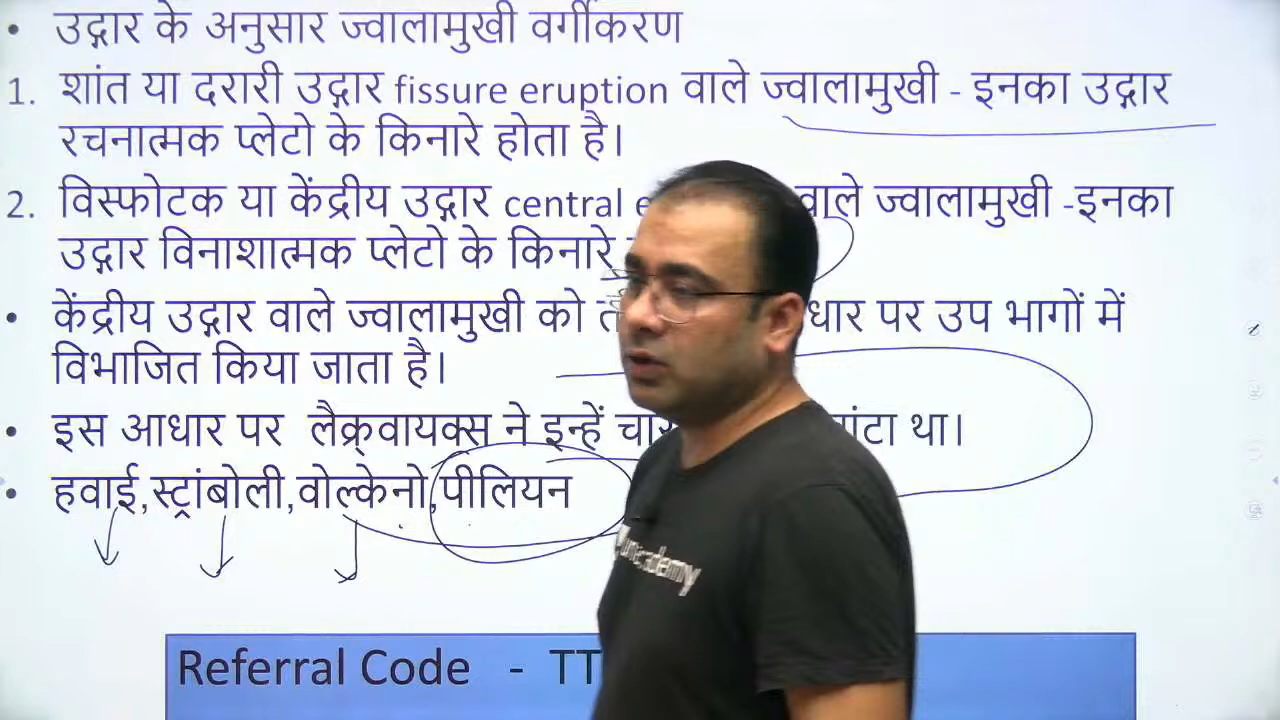 • उद्गार के अनुसार ज्वालामुखी वर्गीकरण
1. शांत या दरारी उद्गार fissure eruption वाले ज्वालामुखी - इनका उद्गार
रचनात्मक प्लेटो के किनारे होता है।
2. विस्फोटक या केंद्रीय उद्गार central वाले ज्वालामुखी -इनका
उद्गार विनाशात्मक प्लेटो के किनारे
• केंद्रीय उद्गार वाले ज्वालामुखी को पर उप भागों में
विभाजित किया जाता है।
• इस आधार पर लैक्र्वायक्स ने इन्हें था।
• हवाई,स्ट्रांबोली,वोल्केनो,पीलियन
unacademy
Referral Code - TT